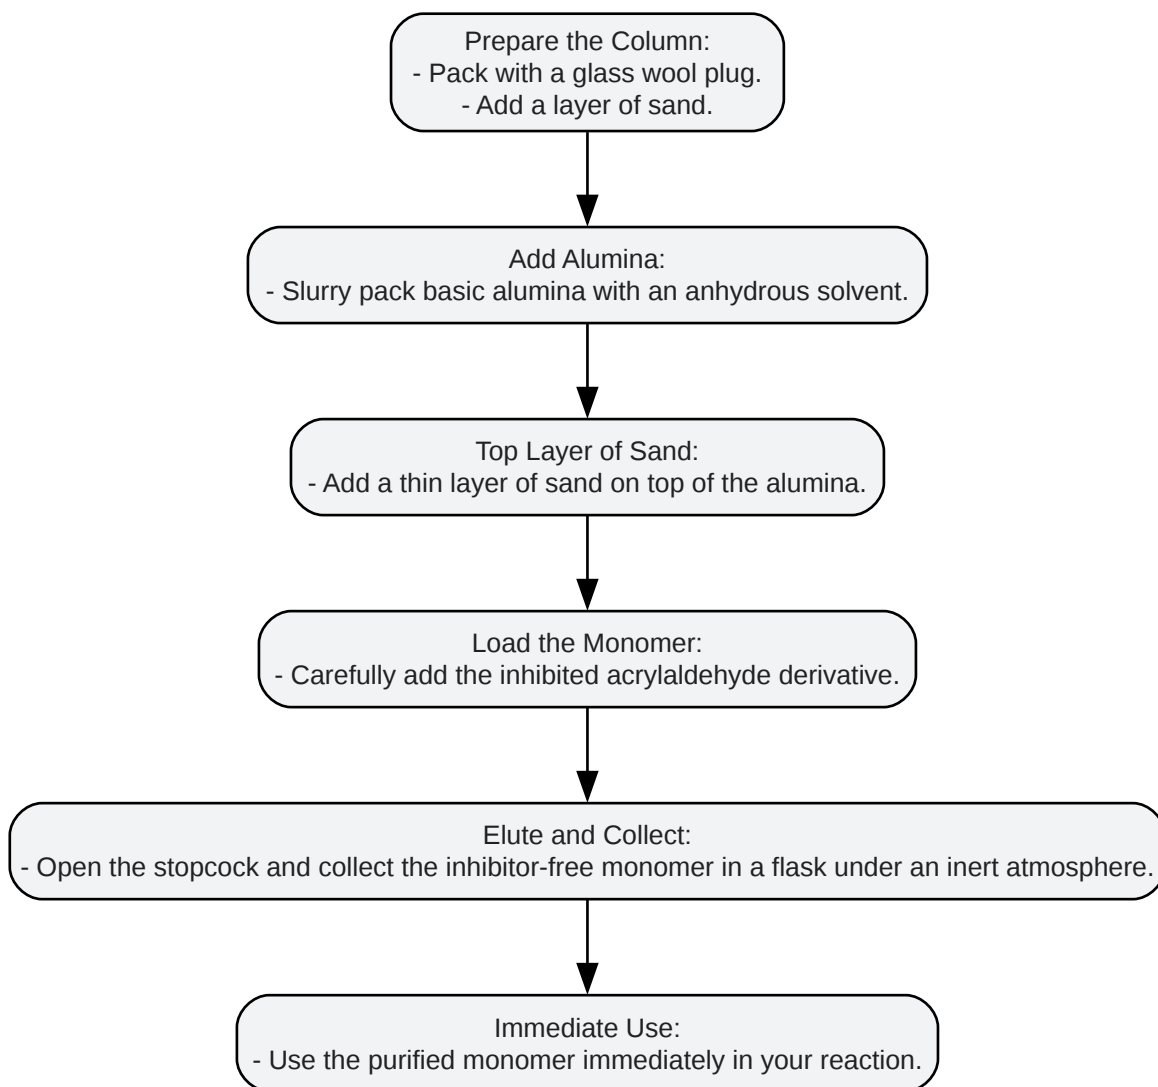 Prepare the Column:
- Pack with a glass wool plug.
- Add a layer of sand.
Add Alumina:
- Slurry pack basic alumina with an anhydrous solvent.
Top Layer of Sand:
- Add a thin layer of sand on top of the alumina.
Load the Monomer:
- Carefully add the inhibited acrylaldehyde derivative.
Elute and Collect:
- Open the stopcock and collect the inhibitor-free monomer in a flask under an inert atmosphere.
Immediate Use:
- Use the purified monomer immediately in your reaction.